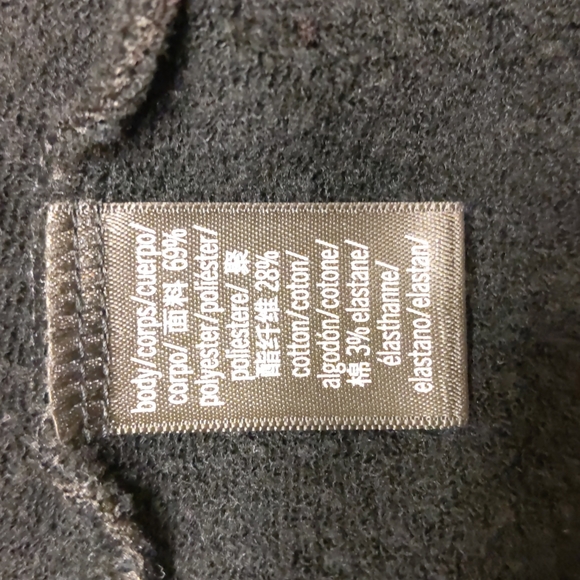 body/corps/cuerpo/
corpo/ 面料 69%
polyester/poliester/
poliestere/ 聚
酯纤维 28%
cotton/coton/
algodón/cotone/
棉 3% elastane/
élasthanne/
elastano/elastan/